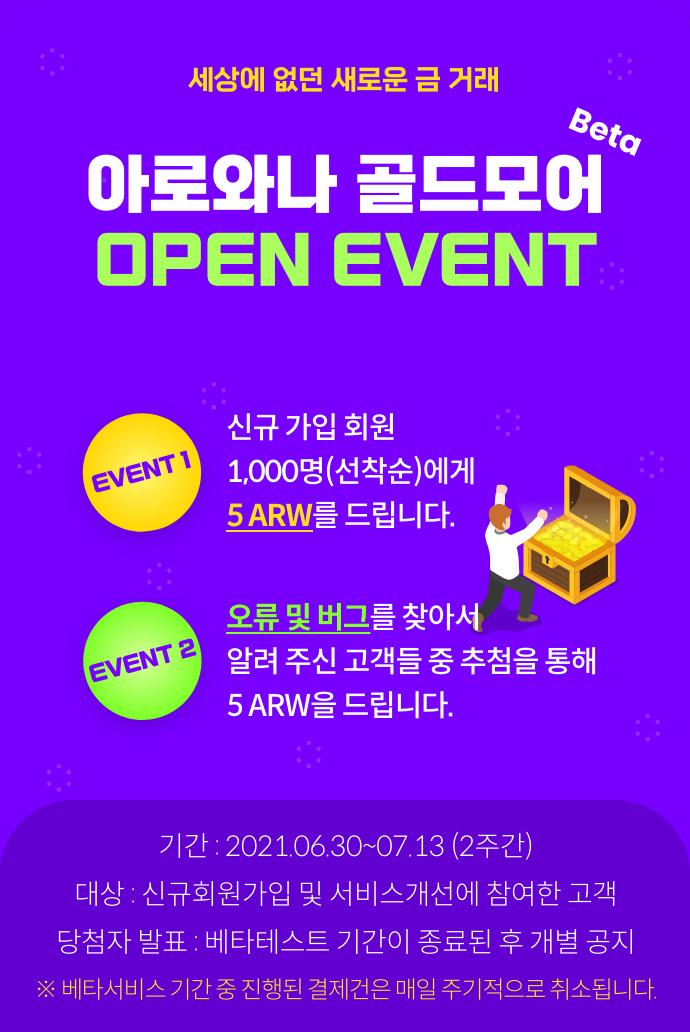 세상에 없던 새로운 금 거래
Beta
아로와나 골드모어
OPEN EVENT
EVENT 1
신규 가입 회원
1,000명(선착순)에게
5 ARW를 드립니다.
EVENT 2
오류 및 버그를 찾아서
알려 주신 고객들 중 추첨을 통해
5 ARW을 드립니다.
기간 : 2021.06.30~07.13 (2주간)
대상 : 신규회원가입 및 서비스개선에 참여한 고객
당첨자 발표 : 베타테스트 기간이 종료된 후 개별 공지
※ 베타서비스 기간 중 진행된 결제건은 매일 주기적으로 취소됩니다.